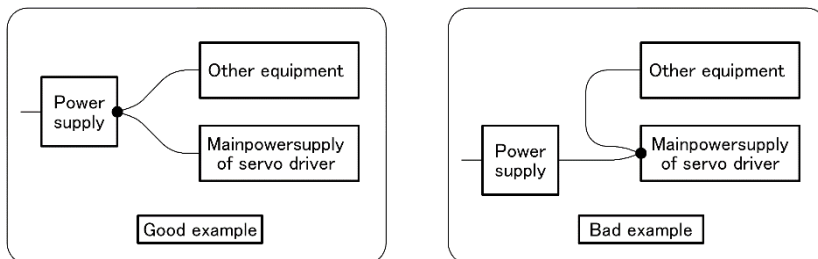 Other equipment
Power
supply
Mainpowersupply
of servo driver
Good example
Other equipment
Power
supply
Mainpowersupply
of servo driver
Bad example